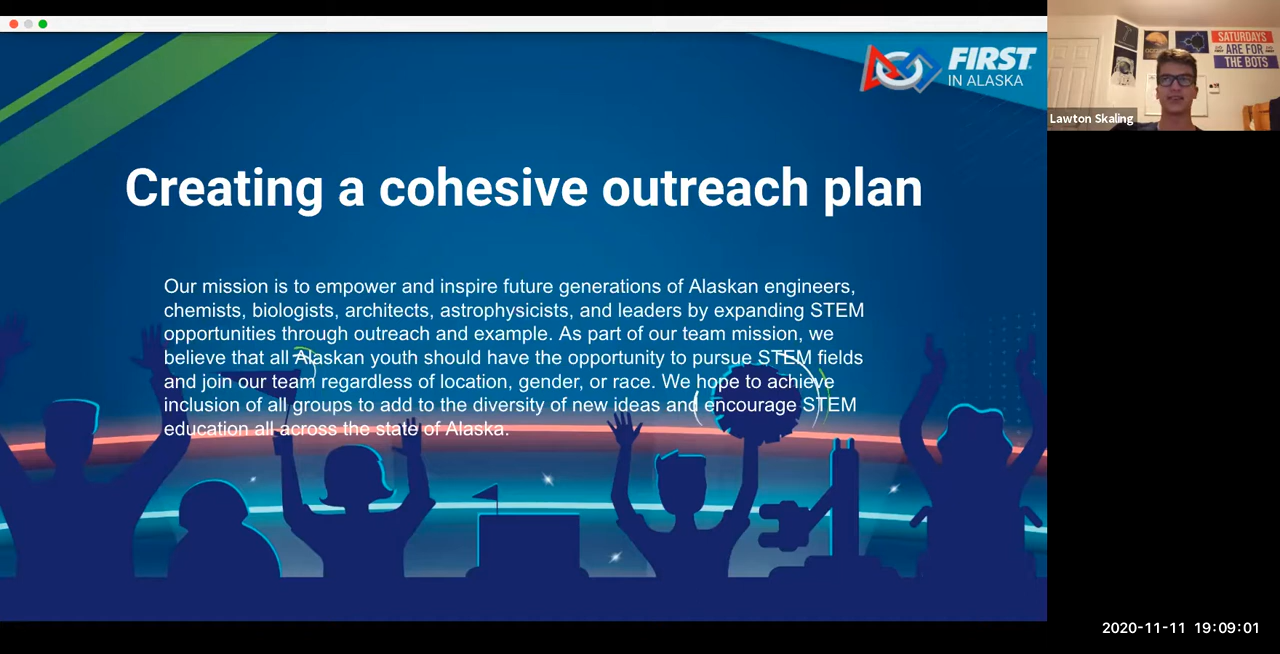 FIRST
IN ALASKA
SATURDAYS
ARE FOR
THE BOTS
Lawton Skaling
Creating a cohesive outreach plan
Our mission is to empower and inspire future generations of Alaskan engineers,
chemists, biologists, architects, astrophysicists, and leaders by expanding STEM
opportunities through outreach and example. As part of our team mission, we
believe that all Alaskan youth should have the opportunity to pursue STEM fields
and join our team regardless of location, gender, or race. We hope to achieve
inclusion of all groups to add to the diversity of new ideas and encourage STEM
education all across the state of Alaska.
2020-11-11 19:09:01